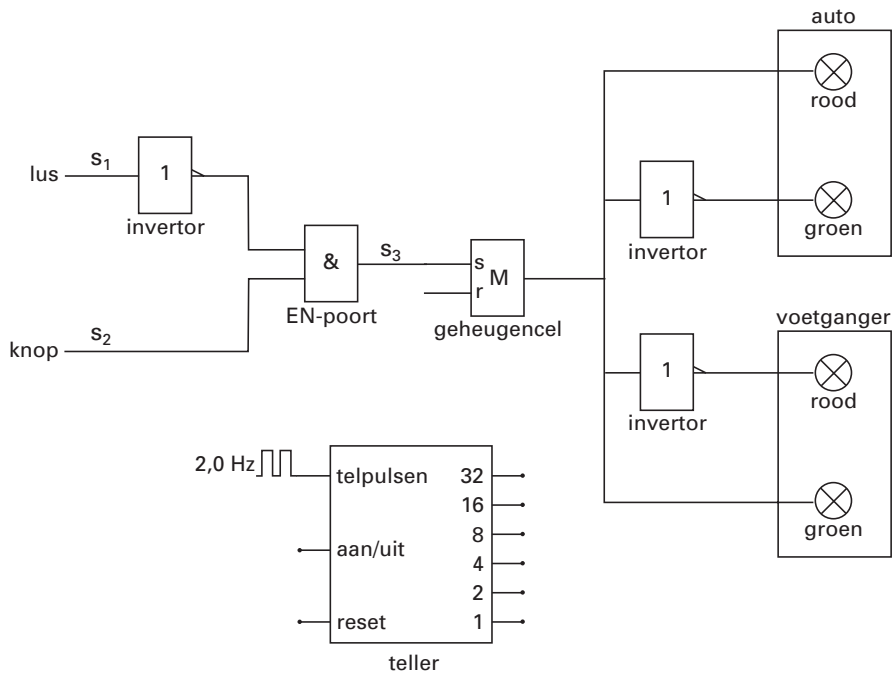 auto
rood
groen
lus
s₁
1
invertor
1
invertor
&
EN-poort
s₃
s
r
M
geheugencel
knop
s₂
voetganger
1
invertor
rood
groen
2,0 Hz
telpulsen
aan/uit
reset
32
16
8
4
2
1
teller